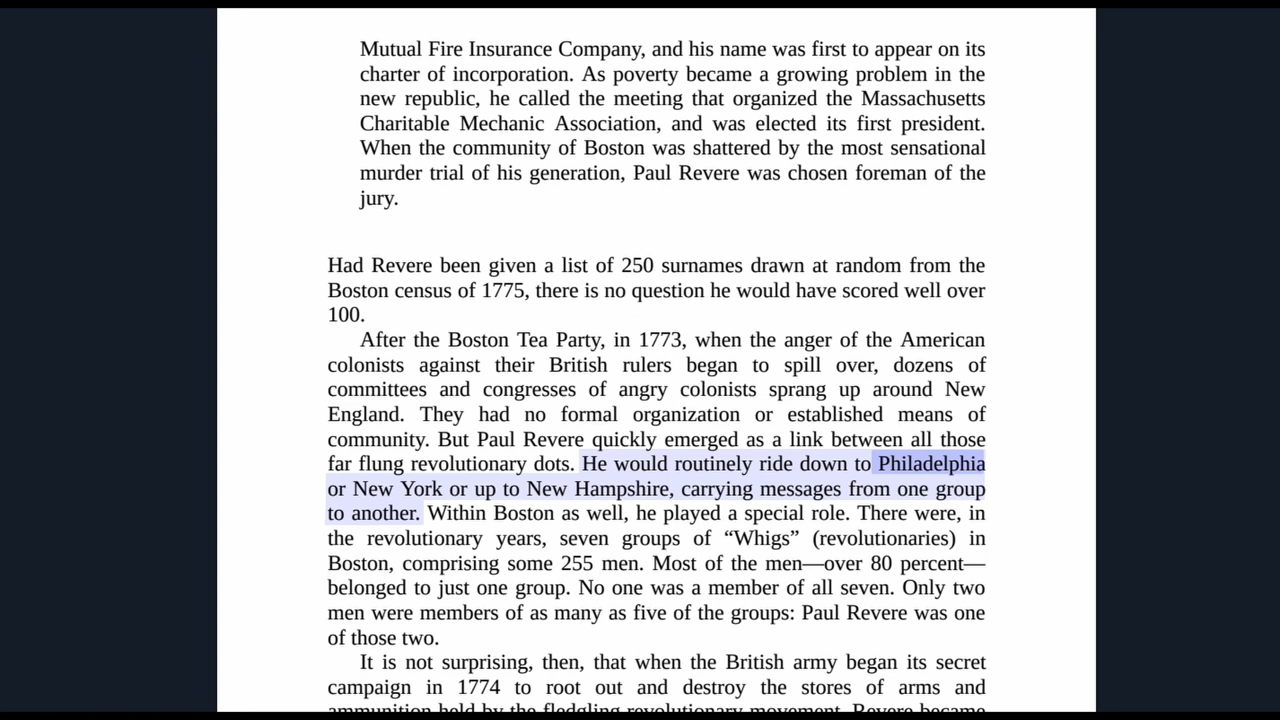 Mutual Fire Insurance Company, and his name was first to appear on its
charter of incorporation. As poverty became a growing problem in the
new republic, he called the meeting that organized the Massachusetts
Charitable Mechanic Association, and was elected its first president.
When the community of Boston was shattered by the most sensational
murder trial of his generation, Paul Revere was chosen foreman of the
jury.
Had Revere been given a list of 250 surnames drawn at random from the
Boston census of 1775, there is no question he would have scored well over
100.
After the Boston Tea Party, in 1773, when the anger of the American
colonists against their British rulers began to spill over, dozens of
committees and congresses of angry colonists sprang up around New
England. They had no formal organization or established means of
community. But Paul Revere quickly emerged as a link between all those
far flung revolutionary dots. He would routinely ride down to Philadelphia
or New York or up to New Hampshire, carrying messages from one group
to another. Within Boston as well, he played a special role. There were, in
the revolutionary years, seven groups of “Whigs” (revolutionaries) in
Boston, comprising some 255 men. Most of the men—over 80 percent—
belonged to just one group. No one was a member of all seven. Only two
men were members of as many as five of the groups: Paul Revere was one
of those two.
It is not surprising, then, that when the British army began its secret
campaign in 1774 to root out and destroy the stores of arms and
ammunition held by the fledgling revolutionary movement, Revere became